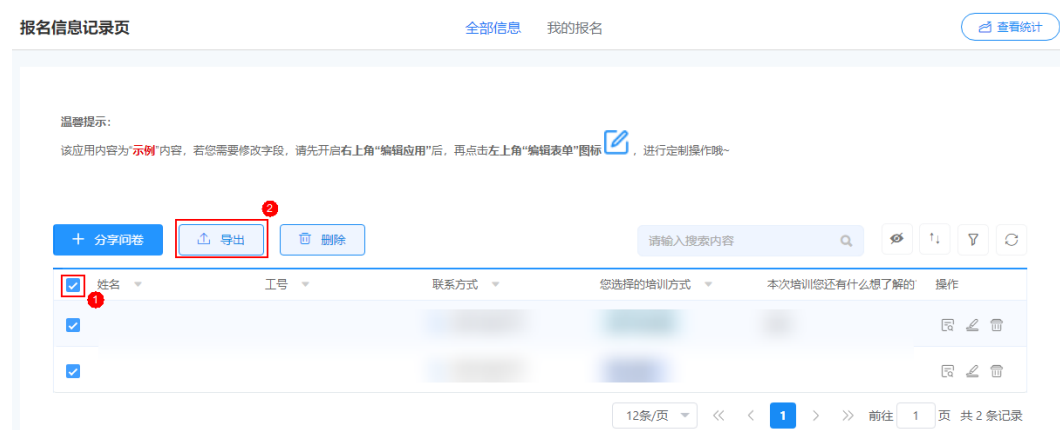 报名信息记录页 全部信息 我的报名 查看统计
温馨提示:
该应用内容为“示例”内容，若您需要修改字段，请先开启右上角“编辑应用”后，再点击左上角“编辑表单”图标 ，进行定制操作哦~
2
分享问卷 导出 删除 请输入搜索内容
姓名 工号 联系方式 您选择的培训方式 本次培训您还有什么想了解的 操作
1
12条/页 1 前往 1 页 共 2 条记录